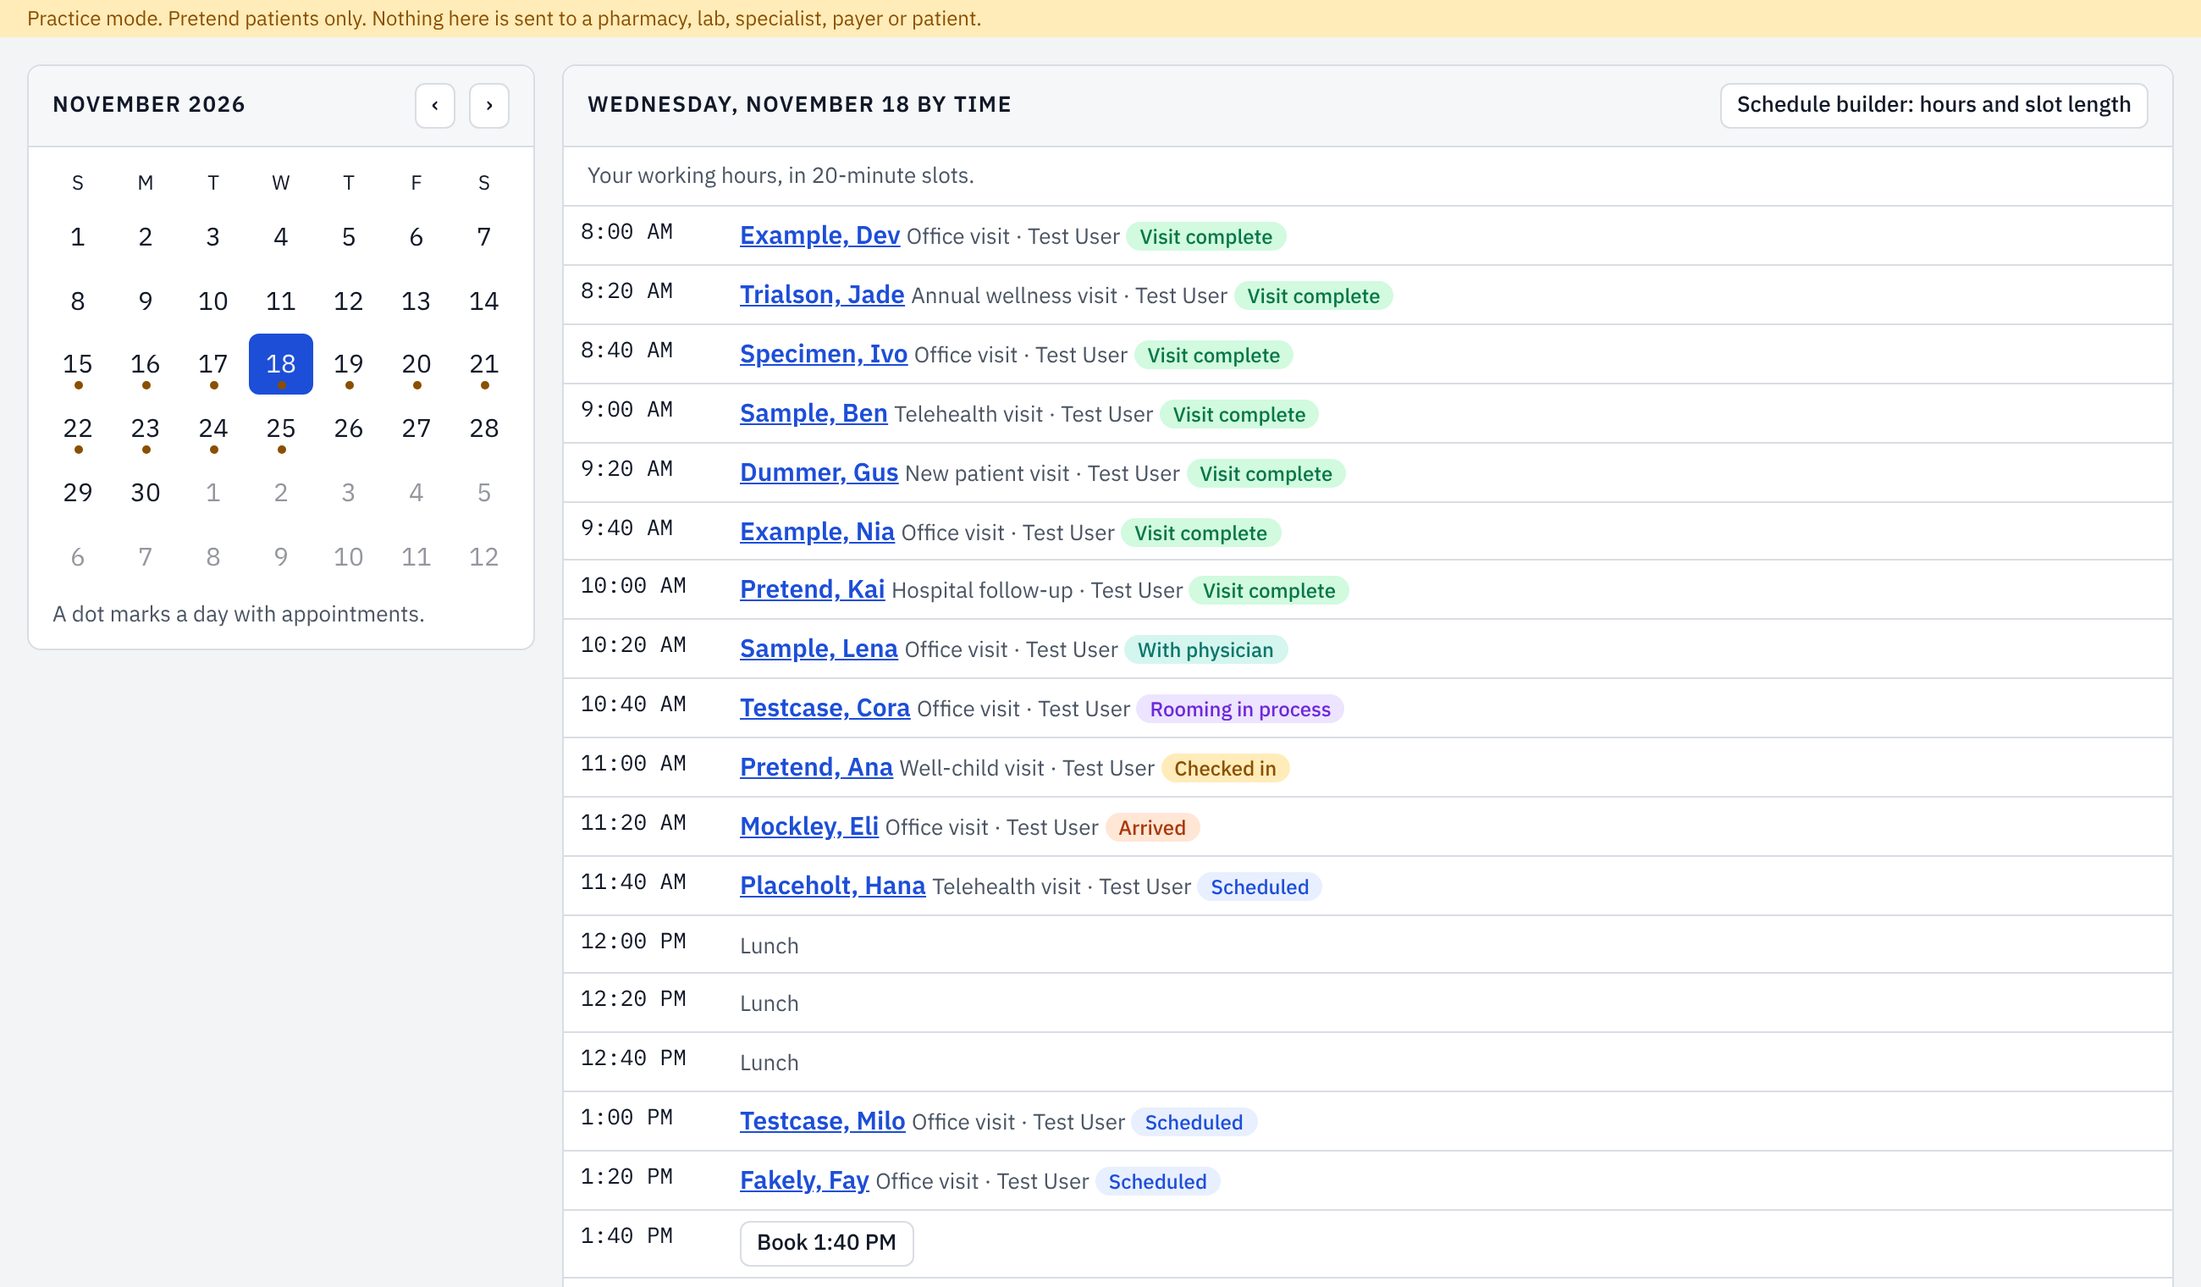 Practice mode. Pretend patients only. Nothing here is sent to a pharmacy, lab, specialist, payer or patient.
NOVEMBER 2026 ‹ ›
S M T W T F S
1 2 3 4 5 6 7
8 9 10 11 12 13 14
15 16 17 18 19 20 21
22 23 24 25 26 27 28
29 30 1 2 3 4 5
6 7 8 9 10 11 12
A dot marks a day with appointments.
WEDNESDAY, NOVEMBER 18 BY TIME Schedule builder: hours and slot length
Your working hours, in 20-minute slots.
8:00 AM Example, Dev Office visit · Test User Visit complete
8:20 AM Trialson, Jade Annual wellness visit · Test User Visit complete
8:40 AM Specimen, Ivo Office visit · Test User Visit complete
9:00 AM Sample, Ben Telehealth visit · Test User Visit complete
9:20 AM Dummer, Gus New patient visit · Test User Visit complete
9:40 AM Example, Nia Office visit · Test User Visit complete
10:00 AM Pretend, Kai Hospital follow-up · Test User Visit complete
10:20 AM Sample, Lena Office visit · Test User With physician
10:40 AM Testcase, Cora Office visit · Test User Rooming in process
11:00 AM Pretend, Ana Well-child visit · Test User Checked in
11:20 AM Mockley, Eli Office visit · Test User Arrived
11:40 AM Placeholt, Hana Telehealth visit · Test User Scheduled
12:00 PM Lunch
12:20 PM Lunch
12:40 PM Lunch
1:00 PM Testcase, Milo Office visit · Test User Scheduled
1:20 PM Fakely, Fay Office visit · Test User Scheduled
1:40 PM Book 1:40 PM